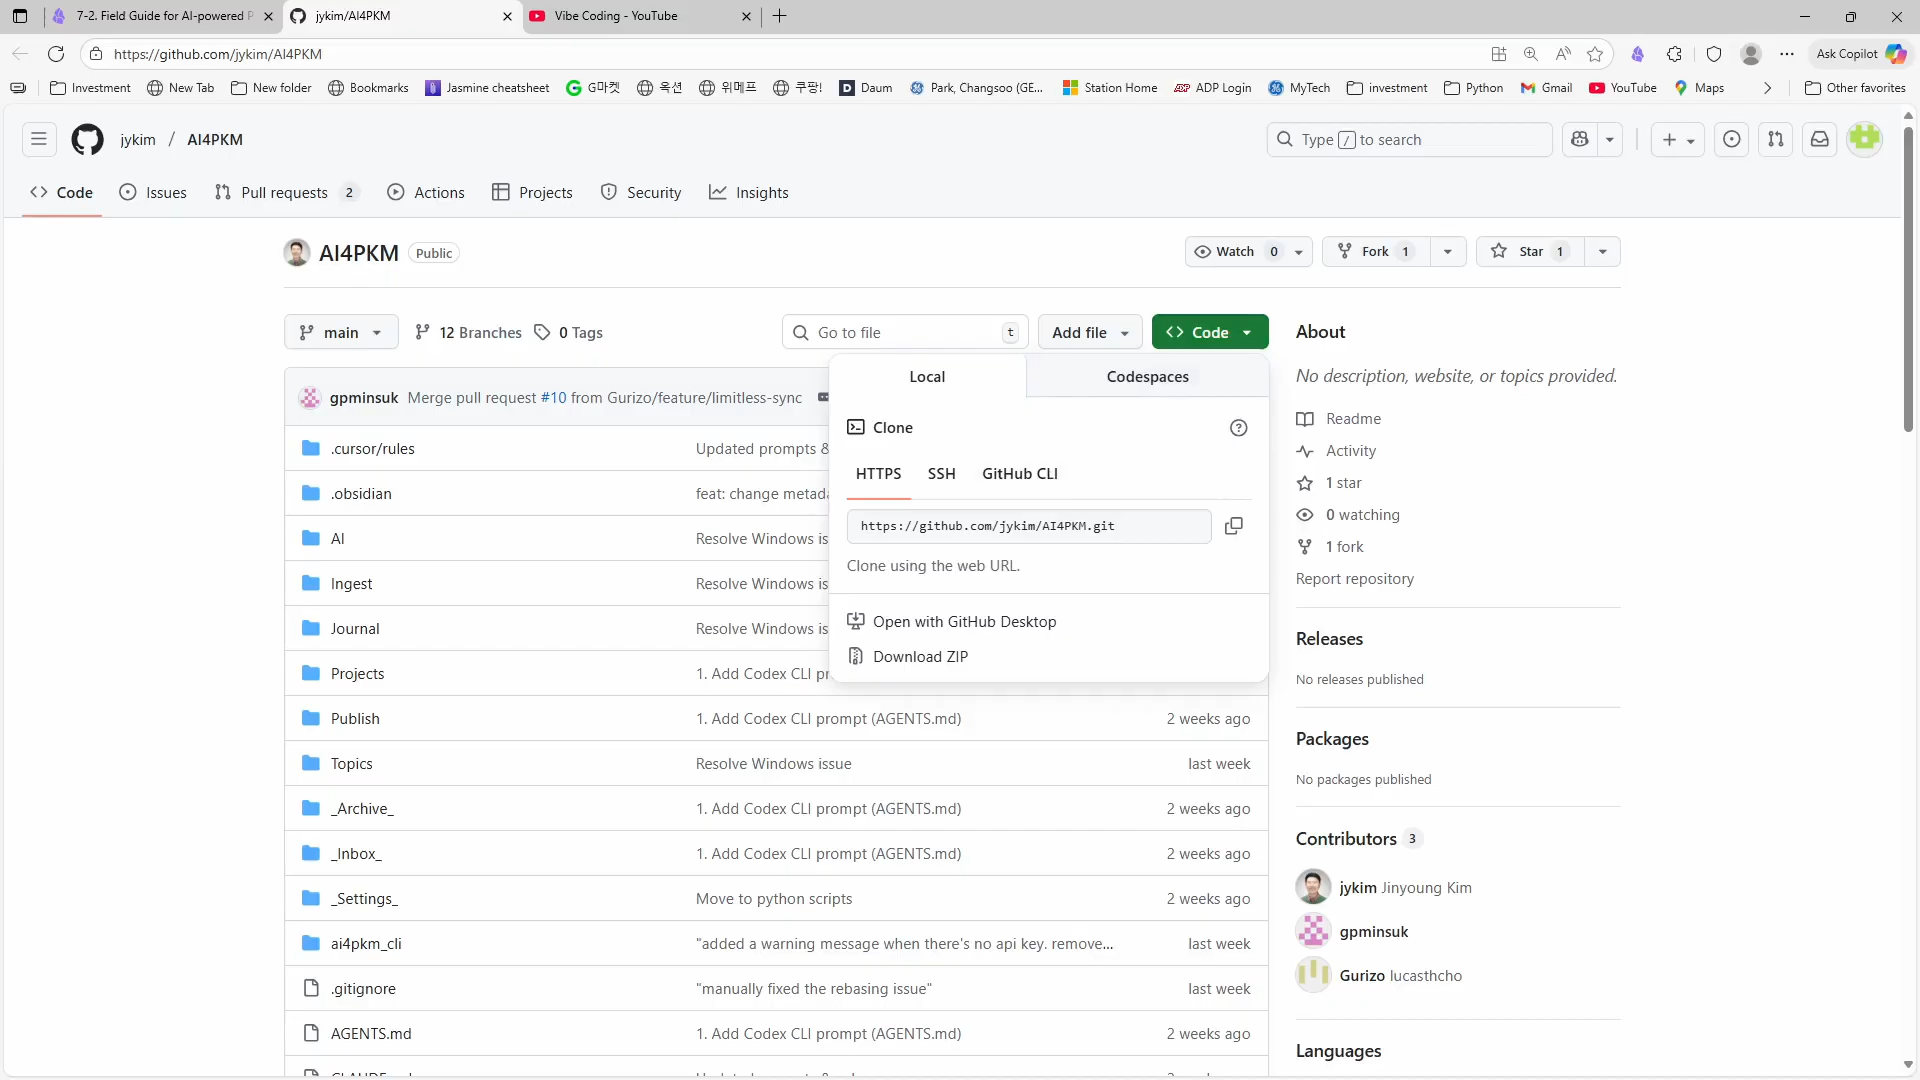 7-2. Field Guide for AI-powered P
jykim/AI4PKM
Vibe Coding - YouTube
https://github.com/jykim/AI4PKM
Ask Copilot
Investment
New Tab
New folder
Bookmarks
Jasmine cheatsheet
G마켓
옥션
위메프
쿠팡!
Daum
Park, Changsoo (GE...
Station Home
ADP Login
MyTech
investment
Python
Gmail
YouTube
Maps
Other favorites
jykim / AI4PKM
Type / to search
Code
Issues
Pull requests 2
Actions
Projects
Security
Insights
AI4PKM Public
Watch 0
Fork 1
Star 1
main
12 Branches
0 Tags
Go to file t
Add file
Code
About
No description, website, or topics provided.
Readme
Activity
1 star
0 watching
1 fork
Report repository
Releases
No releases published
Packages
No packages published
Contributors 3
jykim Jinyoung Kim
gpminsuk
Gurizo lucasthcho
Languages
Local
Codespaces
Clone
HTTPS
SSH
GitHub CLI
https://github.com/jykim/AI4PKM.git
Clone using the web URL.
Open with GitHub Desktop
Download ZIP
gpminsuk Merge pull request #10 from Gurizo/feature/limitless-sync
.cursor/rules Updated prompts &
.obsidian feat: change metada
AI Resolve Windows is
Ingest Resolve Windows is
Journal Resolve Windows is
Projects 1. Add Codex CLI pr
Publish 1. Add Codex CLI prompt (AGENTS.md) 2 weeks ago
Topics Resolve Windows issue last week
_Archive_ 1. Add Codex CLI prompt (AGENTS.md) 2 weeks ago
_Inbox_ 1. Add Codex CLI prompt (AGENTS.md) 2 weeks ago
_Settings_ Move to python scripts 2 weeks ago
ai4pkm_cli "added a warning message when there's no api key. remove... last week
.gitignore "manually fixed the rebasing issue" last week
AGENTS.md 1. Add Codex CLI prompt (AGENTS.md) 2 weeks ago